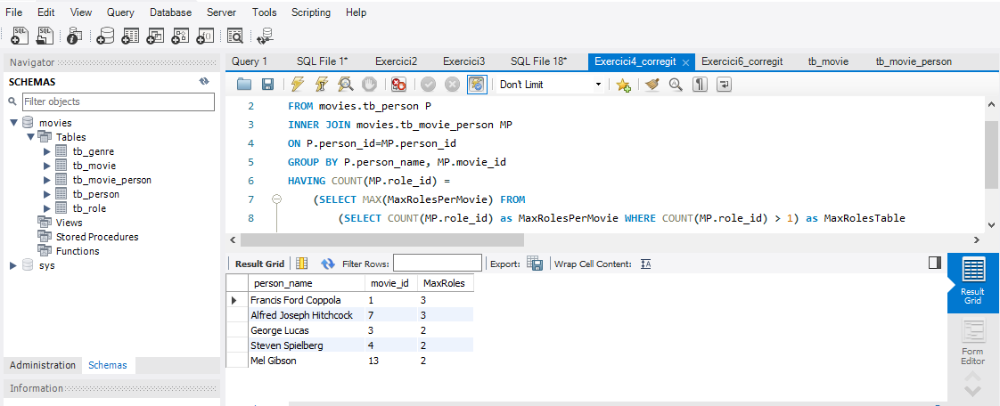 File Edit View Query Database Server Tools Scripting Help
SQL SQL
Navigator
SCHEMAS
Filter objects
movies
Tables
tb_genre
tb_movie
tb_movie_person
tb_person
tb_role
Views
Stored Procedures
Functions
sys
Administration Schemas
Information
Query 1 SQL File 1* Exercici2 Exercici3 SQL File 18* Exercici4_corregit Exercici6_corregit tb_movie tb_movie_person
Don't Limit
2 FROM movies.tb_person P
3 INNER JOIN movies.tb_movie_person MP
4 ON P.person_id=MP.person_id
5 GROUP BY P.person_name, MP.movie_id
6 HAVING COUNT(MP.role_id) =
7 (SELECT MAX(MaxRolesPerMovie) FROM
8 (SELECT COUNT(MP.role_id) as MaxRolesPerMovie WHERE COUNT(MP.role_id) > 1) as MaxRolesTable
Result Grid Filter Rows: Export: Wrap Cell Content:
person_name movie_id MaxRoles
Francis Ford Coppola 1 3
Alfred Joseph Hitchcock 7 3
George Lucas 3 2
Steven Spielberg 4 2
Mel Gibson 13 2
Result
Grid
Form
Editor